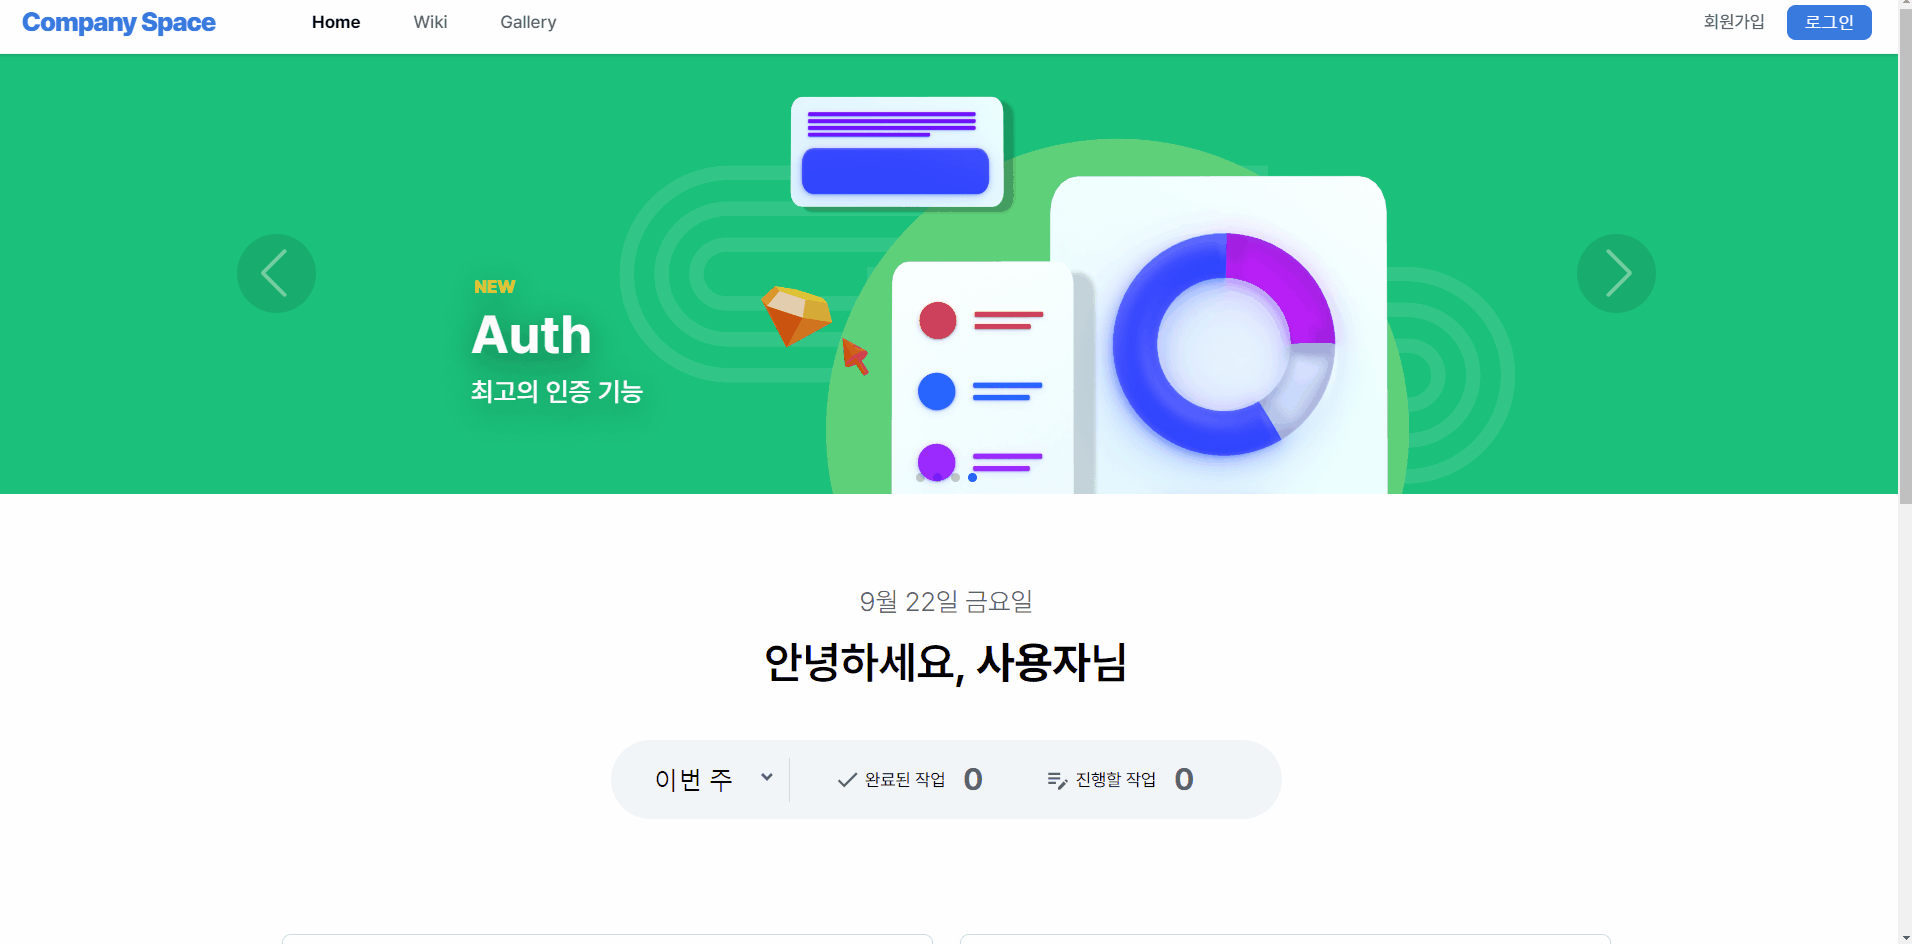 Company Space
Home
Wiki
Gallery
회원가입
로그인
NEW
Auth
최고의 인증 기능
9월 22일 금요일
안녕하세요, 사용자님
이번 주
완료된 작업 0
진행할 작업 0